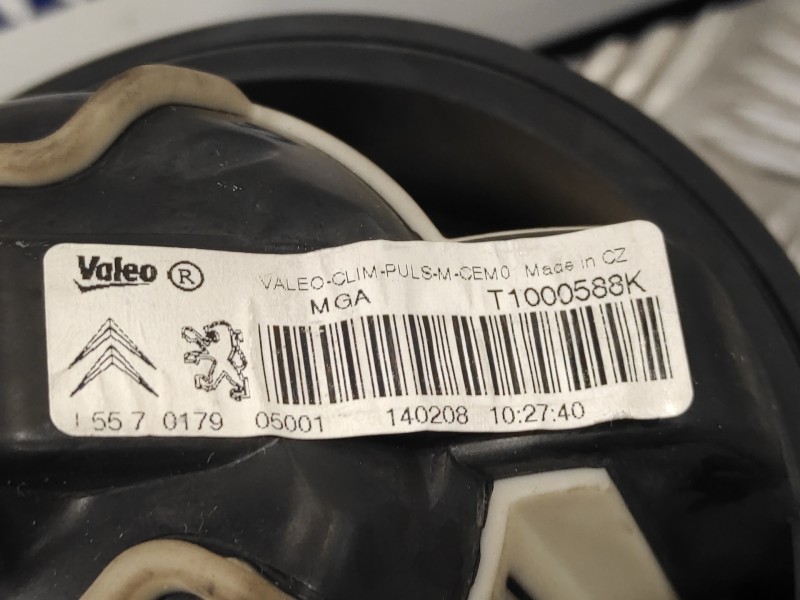 Valeo ® VALEO-CLIM-PULS-M-CEM0 Made in CZ
MGA T1000588K
55 7 0179 05001 140208 10:27:40